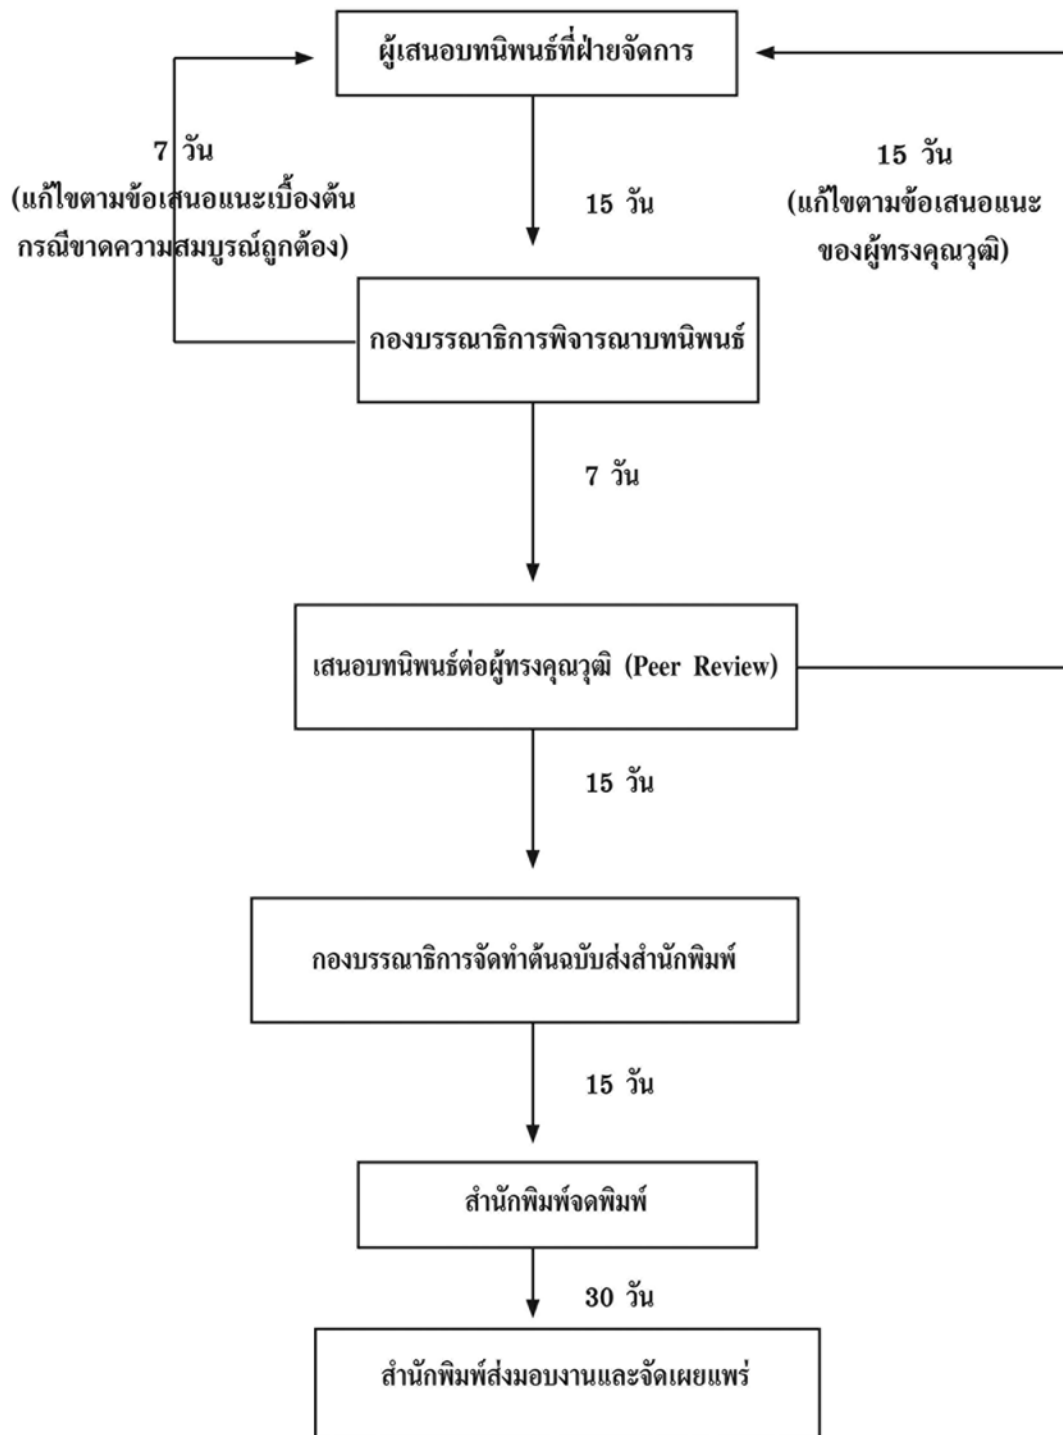 ผู้เสนอบทนิพนธ์ที่ฝ่ายจัดการ
7 วัน
(แก้ไขตามข้อเสนอแนะเบื้องต้น
กรณีขาดความสมบูรณ์ถูกต้อง)
15 วัน
15 วัน
(แก้ไขตามข้อเสนอแนะ
ของผู้ทรงคุณวุฒิ)
กองบรรณาธิการพิจารณาบทนิพนธ์
7 วัน
เสนอบทนิพนธ์ต่อผู้ทรงคุณวุฒิ (Peer Review)
15 วัน
กองบรรณาธิการจัดทำต้นฉบับส่งสำนักพิมพ์
15 วัน
สำนักพิมพ์จดพิมพ์
30 วัน
สำนักพิมพ์ส่งมอบงานและจัดเผยแพร่